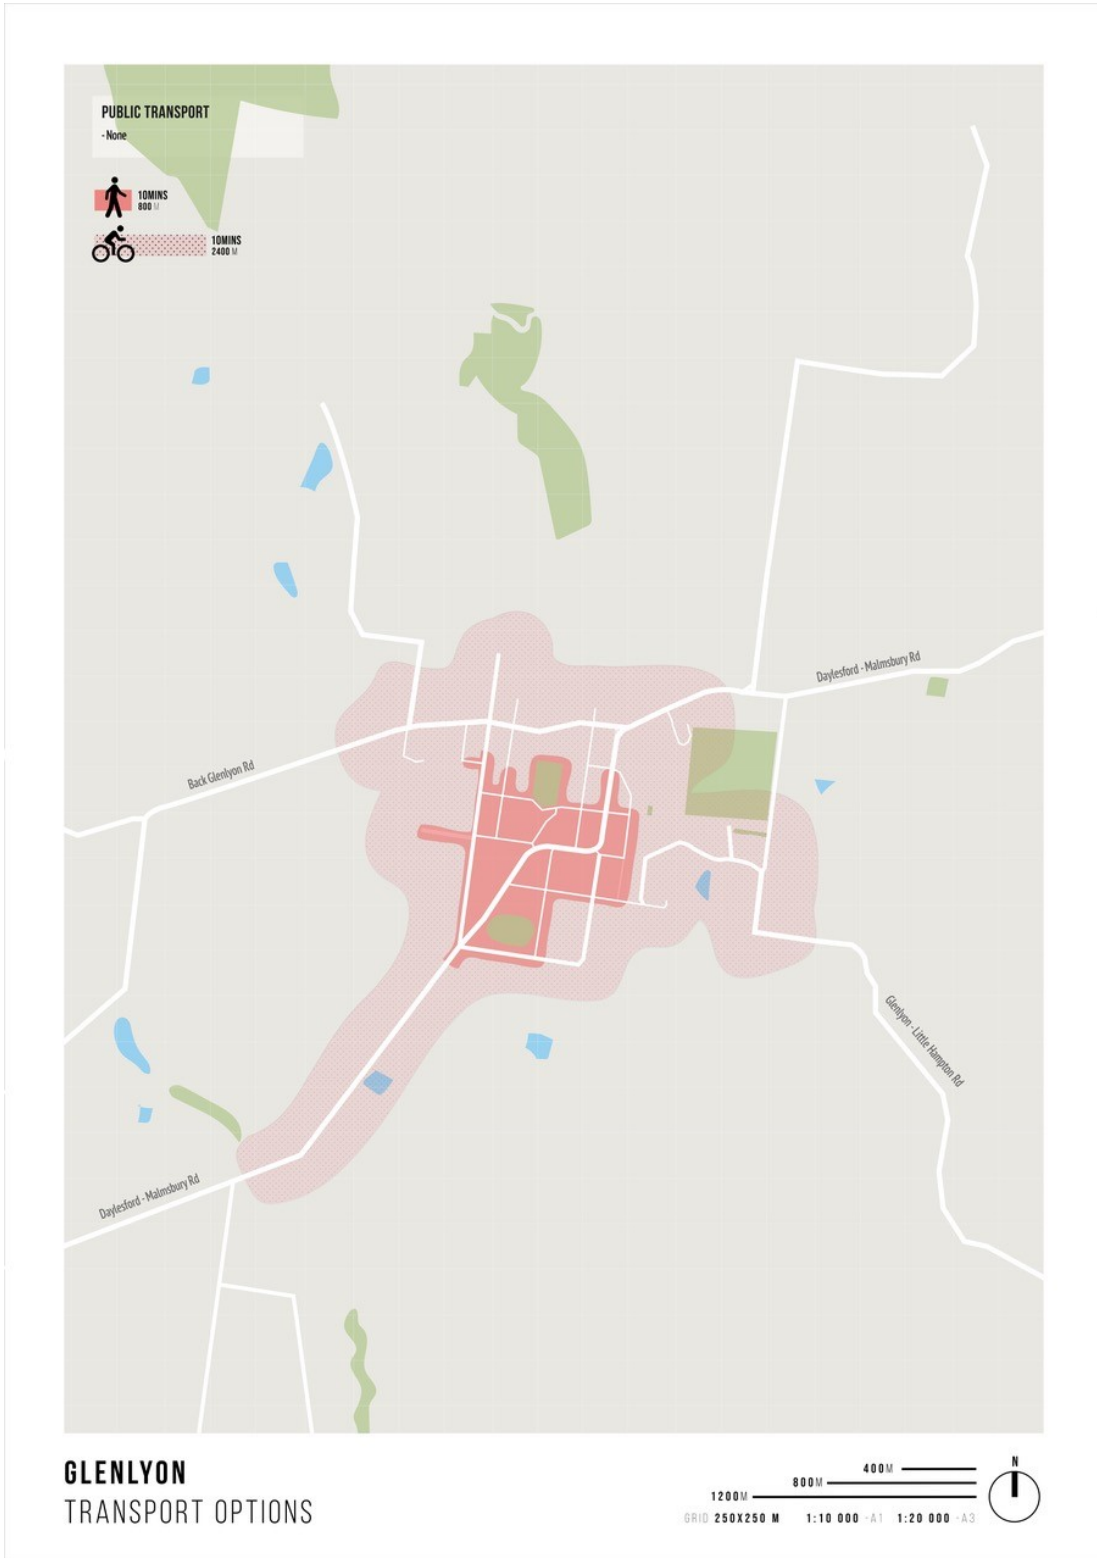 PUBLIC TRANSPORT
- None
10MINS
800 M
10MINS
2400 M
Daylesford - Malmsbury Rd
Back Glenlyon Rd
Glenlyon - Little Hampton Rd
Daylesford - Malmsbury Rd
GLENLYON
TRANSPORT OPTIONS
N
400M
800M
1200M
GRID 250X250 M 1:10 000 -A1 1:20 000 -A3